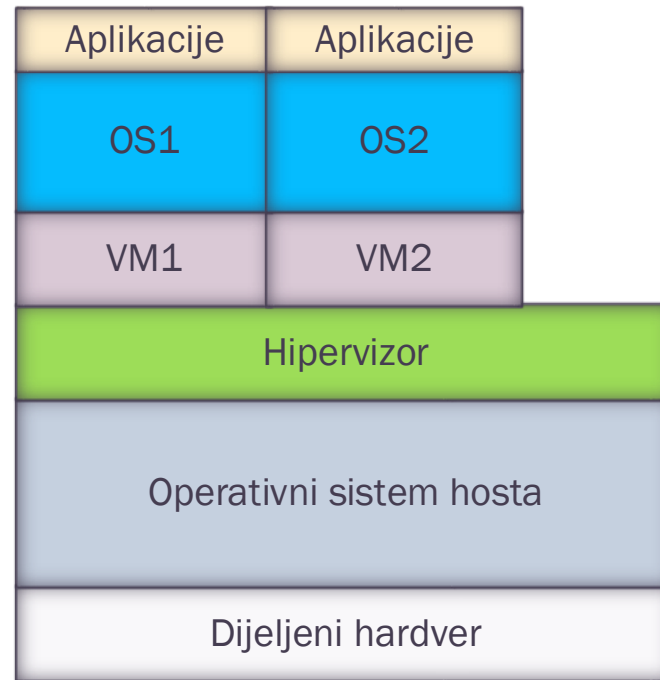 Aplikacije
Aplikacije
OS1
OS2
VM1
VM2
Hipervizor
Operativni sistem hosta
Dijeljeni hardver